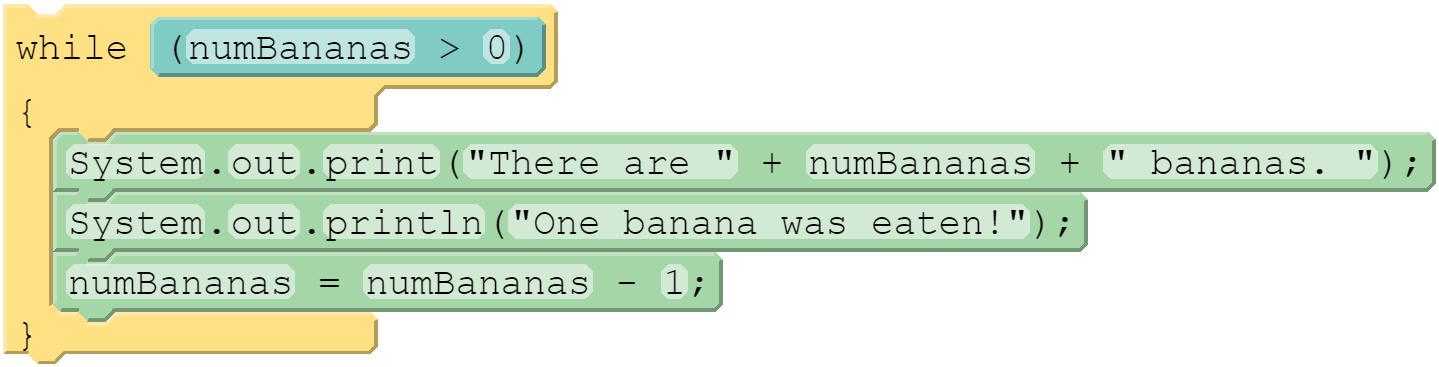 while (numBananas > 0)
{
System.out.print("There are " + numBananas + " bananas. ");
System.out.println("One banana was eaten!");
numBananas = numBananas - 1;
}